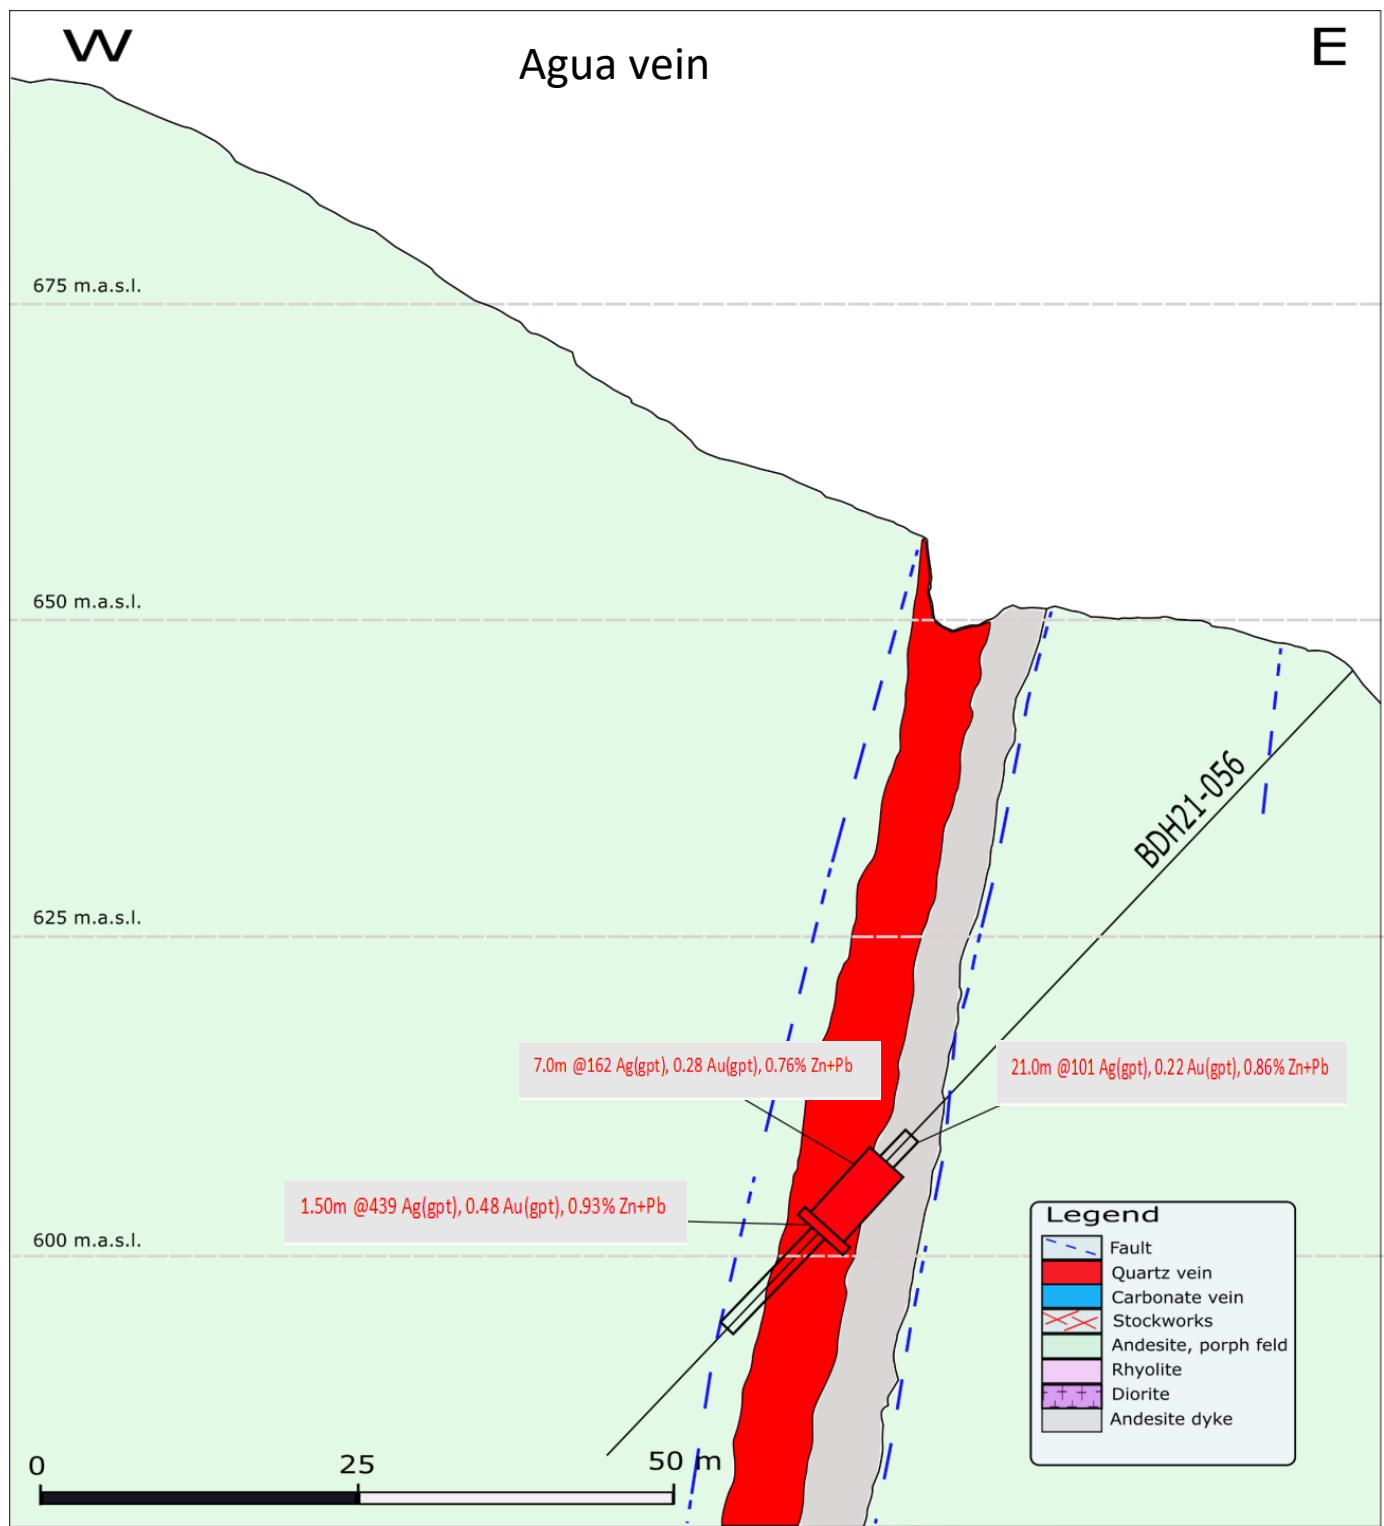 W
Agua vein
E
675 m.a.s.l.
650 m.a.s.l.
BDH21-056
625 m.a.s.l.
7.0m @162 Ag(gpt), 0.28 Au(gpt), 0.76% Zn+Pb
21.0m @101 Ag(gpt), 0.22 Au(gpt), 0.86% Zn+Pb
1.50m @439 Ag(gpt), 0.48 Au(gpt), 0.93% Zn+Pb
600 m.a.s.l.
Legend
Fault
Quartz vein
Carbonate vein
Stockworks
Andesite, porph feld
Rhyolite
Diorite
Andesite dyke
0 25 50 m